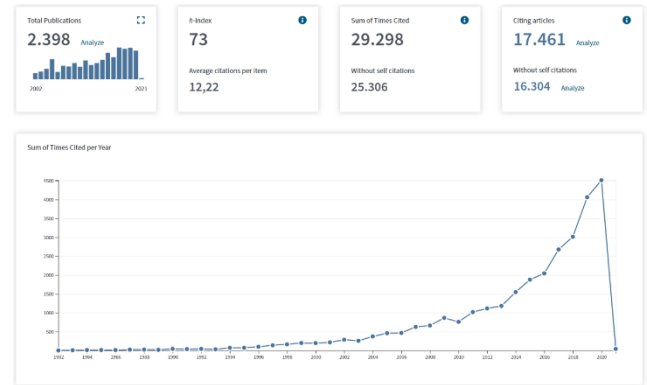 Total Publications
2.398 Analyze
2002 2021
h-Index
73
Average citations per item
12,22
Sum of Times Cited
29.298
Without self citations
25.306
Citing articles
17.461 Analyze
Without self citations
16.304 Analyze
Sum of Times Cited per Year
4500
4000
3500
3000
2500
2000
1500
1000
500
1982 1984 1986 1988 1990 1992 1994 1996 1998 2000 2002 2004 2006 2008 2010 2012 2014 2016 2018 2020